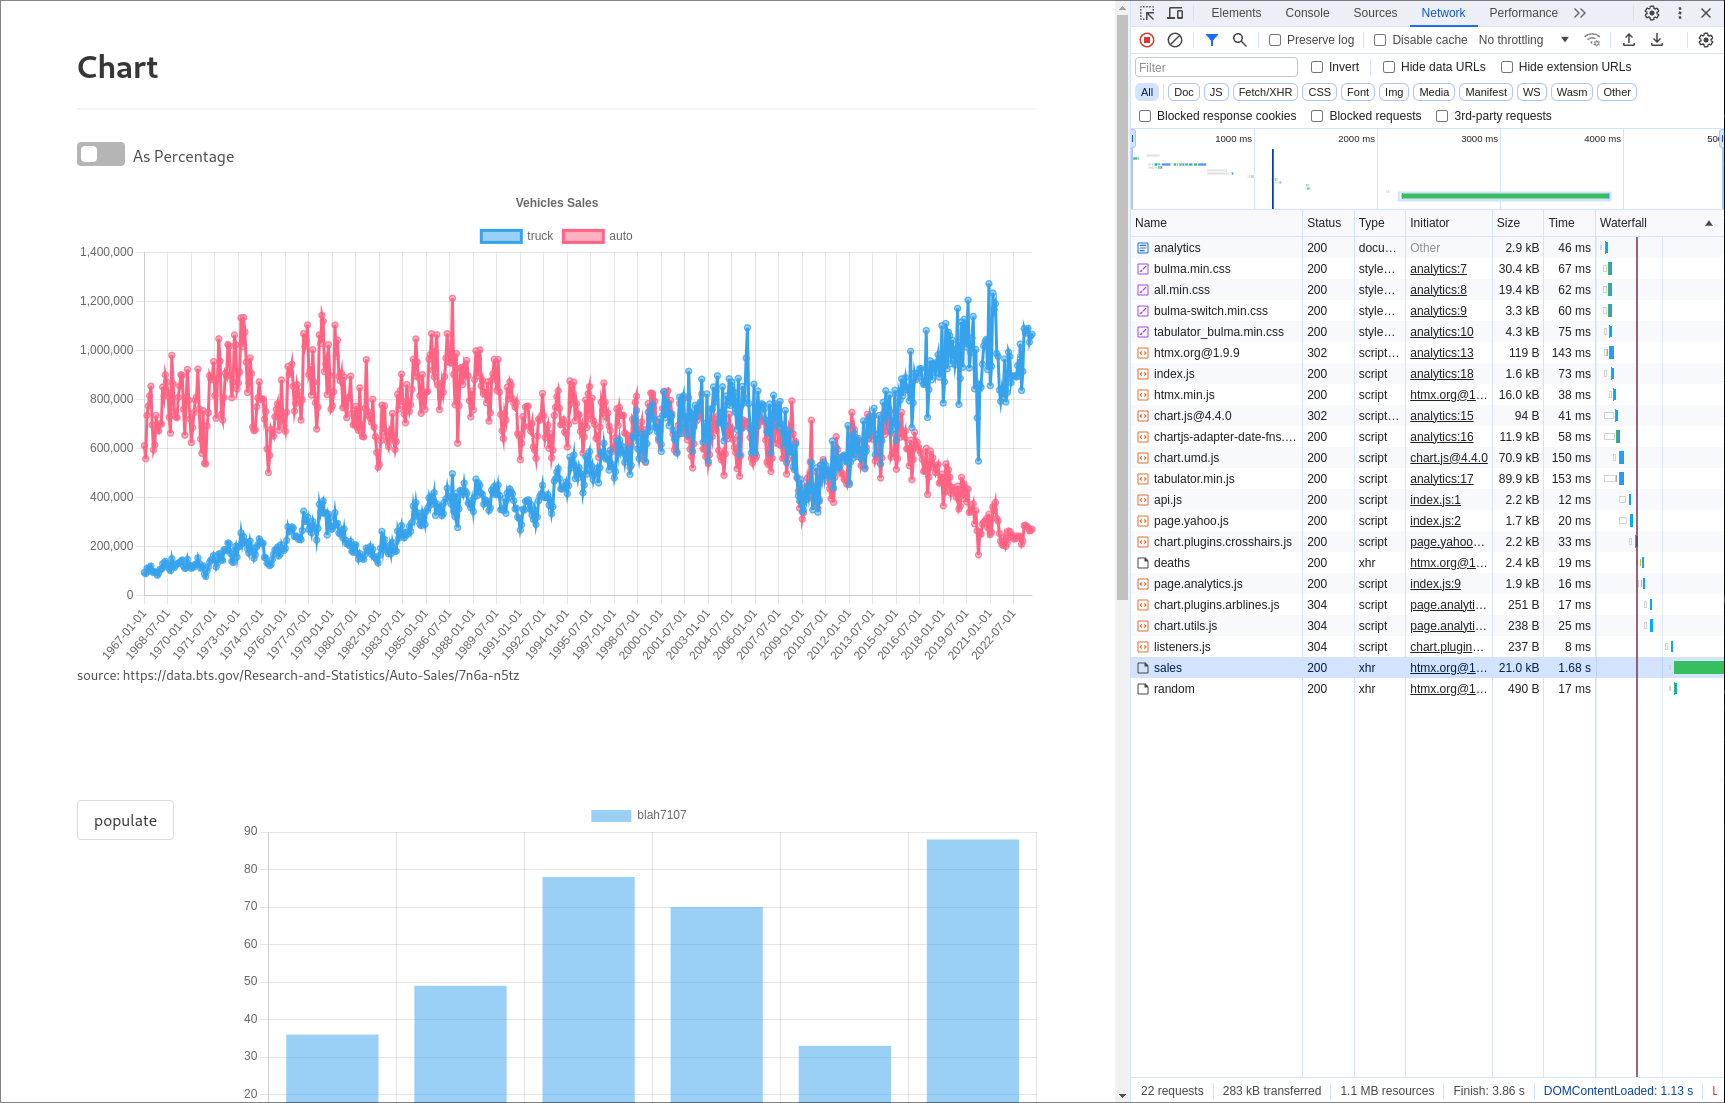 Chart
As Percentage
Vehicles Sales
truck auto
1,400,000
1,200,000
1,000,000
800,000
600,000
400,000
200,000
0
1967-01-01 1968-07-01 1970-01-01 1971-07-01 1973-01-01 1974-07-01 1976-01-01 1977-07-01 1979-01-01 1980-07-01 1982-01-01 1983-07-01 1985-01-01 1986-07-01 1988-01-01 1989-07-01 1991-01-01 1992-07-01 1994-01-01 1995-07-01 1997-01-01 1998-07-01 2000-01-01 2001-07-01 2003-01-01 2004-07-01 2006-01-01 2007-07-01 2009-01-01 2010-07-01 2012-01-01 2013-07-01 2015-01-01 2016-07-01 2018-01-01 2019-07-01 2021-01-01 2022-07-01
source: https://data.bts.gov/Research-and-Statistics/Auto-Sales/7n6a-n5tz
populate
blah7107
90
80
70
60
50
40
30
20
Elements Console Sources Network Performance
Preserve log Disable cache No throttling
Filter Invert Hide data URLs Hide extension URLs
All Doc JS Fetch/XHR CSS Font Img Media Manifest WS Wasm Other
Blocked response cookies Blocked requests 3rd-party requests
1000 ms 2000 ms 3000 ms 4000 ms
Name Status Type Initiator Size Time Waterfall
analytics 200 docu... Other 2.9 kB 46 ms
bulma.min.css 200 style... analytics:7 30.4 kB 67 ms
all.min.css 200 style... analytics:8 19.4 kB 62 ms
bulma-switch.min.css 200 style... analytics:9 3.3 kB 60 ms
tabulator_bulma.min.css 200 style... analytics:10 4.3 kB 75 ms
htmx.org@1.9.9 302 script... analytics:13 119 B 143 ms
index.js 200 script analytics:18 1.6 kB 73 ms
htmx.min.js 200 script htmx.org@1... 16.0 kB 38 ms
chart.js@4.4.0 302 script... analytics:15 94 B 41 ms
chartjs-adapter-date-fns.... 200 script analytics:16 11.9 kB 58 ms
chart.umd.js 200 script chart.js@4.4.0 70.9 kB 150 ms
tabulator.min.js 200 script analytics:17 89.9 kB 153 ms
api.js 200 script index.js:1 2.2 kB 12 ms
page.yahoo.js 200 script index.js:2 1.7 kB 20 ms
chart.plugins.crosshairs.js 200 script page.yahoo... 2.2 kB 33 ms
deaths 200 xhr htmx.org@1... 2.4 kB 19 ms
page.analytics.js 200 script index.js:9 1.9 kB 16 ms
chart.plugins.arblines.js 304 script page.analyti... 251 B 17 ms
chart.utils.js 304 script page.analyti... 238 B 25 ms
listeners.js 304 script chart.plugin... 237 B 8 ms
sales 200 xhr htmx.org@1... 21.0 kB 1.68 s
random 200 xhr htmx.org@1... 490 B 17 ms
22 requests 283 kB transferred 1.1 MB resources Finish: 3.86 s DOMContentLoaded: 1.13 s